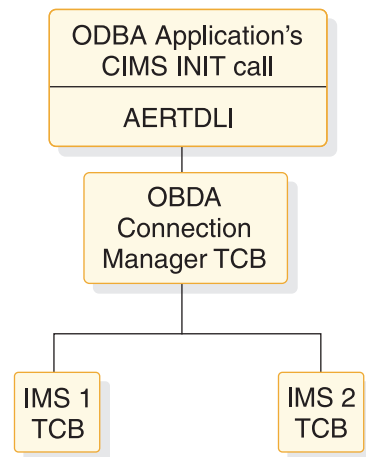 ODBA Application's
CIMS INIT call
AERTDLI
OBDA
Connection
Manager TCB
IMS 1
TCB
IMS 2
TCB